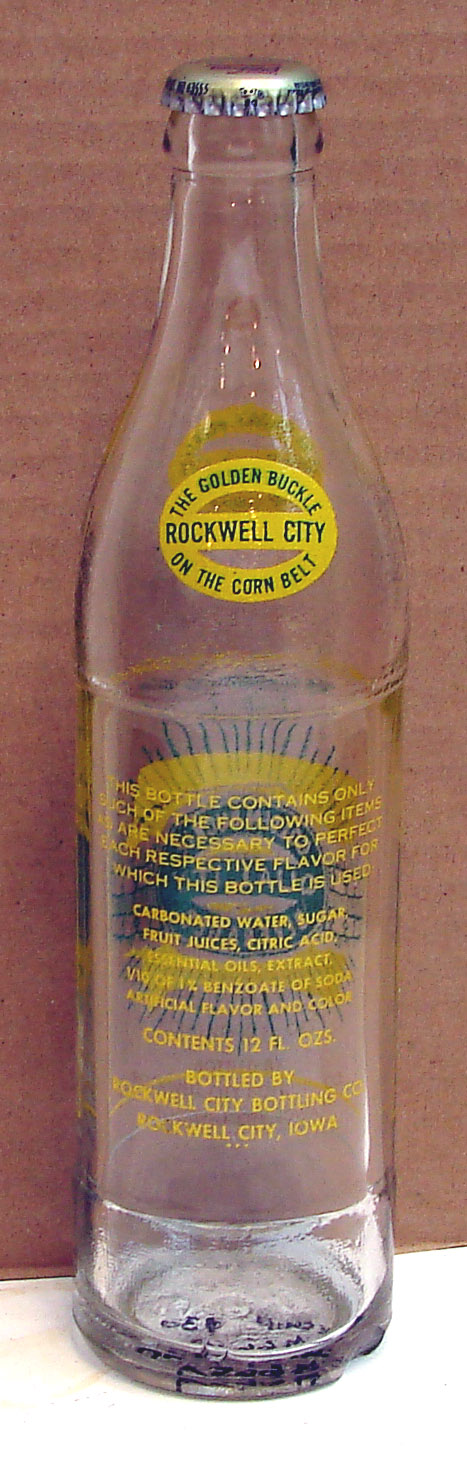 THE GOLDEN BUCKLE
ROCKWELL CITY
ON THE CORN BELT
THIS BOTTLE CONTAINS ONLY
SUCH OF THE FOLLOWING ITEMS
AS ARE NECESSARY TO PERFECT
EACH RESPECTIVE FLAVOR FOR
WHICH THIS BOTTLE IS USED
CARBONATED WATER, SUGAR,
FRUIT JUICES, CITRIC ACID,
ESSENTIAL OILS, EXTRACT,
1/10 OF 1% BENZOATE OF SODA
ARTIFICIAL FLAVOR AND COLOR
CONTENTS 12 FL. OZS.
BOTTLED BY
ROCKWELL CITY BOTTLING CO.
ROCKWELL CITY, IOWA